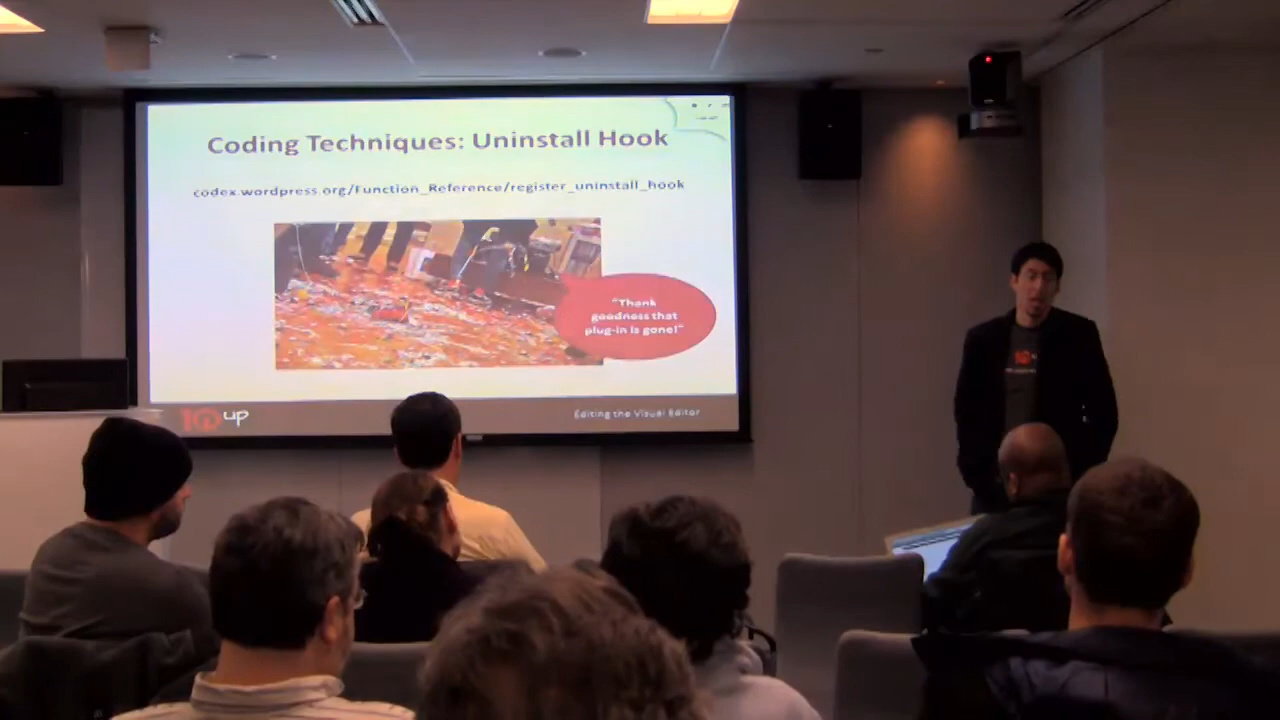 Coding Techniques: Uninstall Hook
codex.wordpress.org/Function_Reference/register_uninstall_hook
"Thank
goodness that
plug-in is gone!"
10up
Editing the Visual Editor